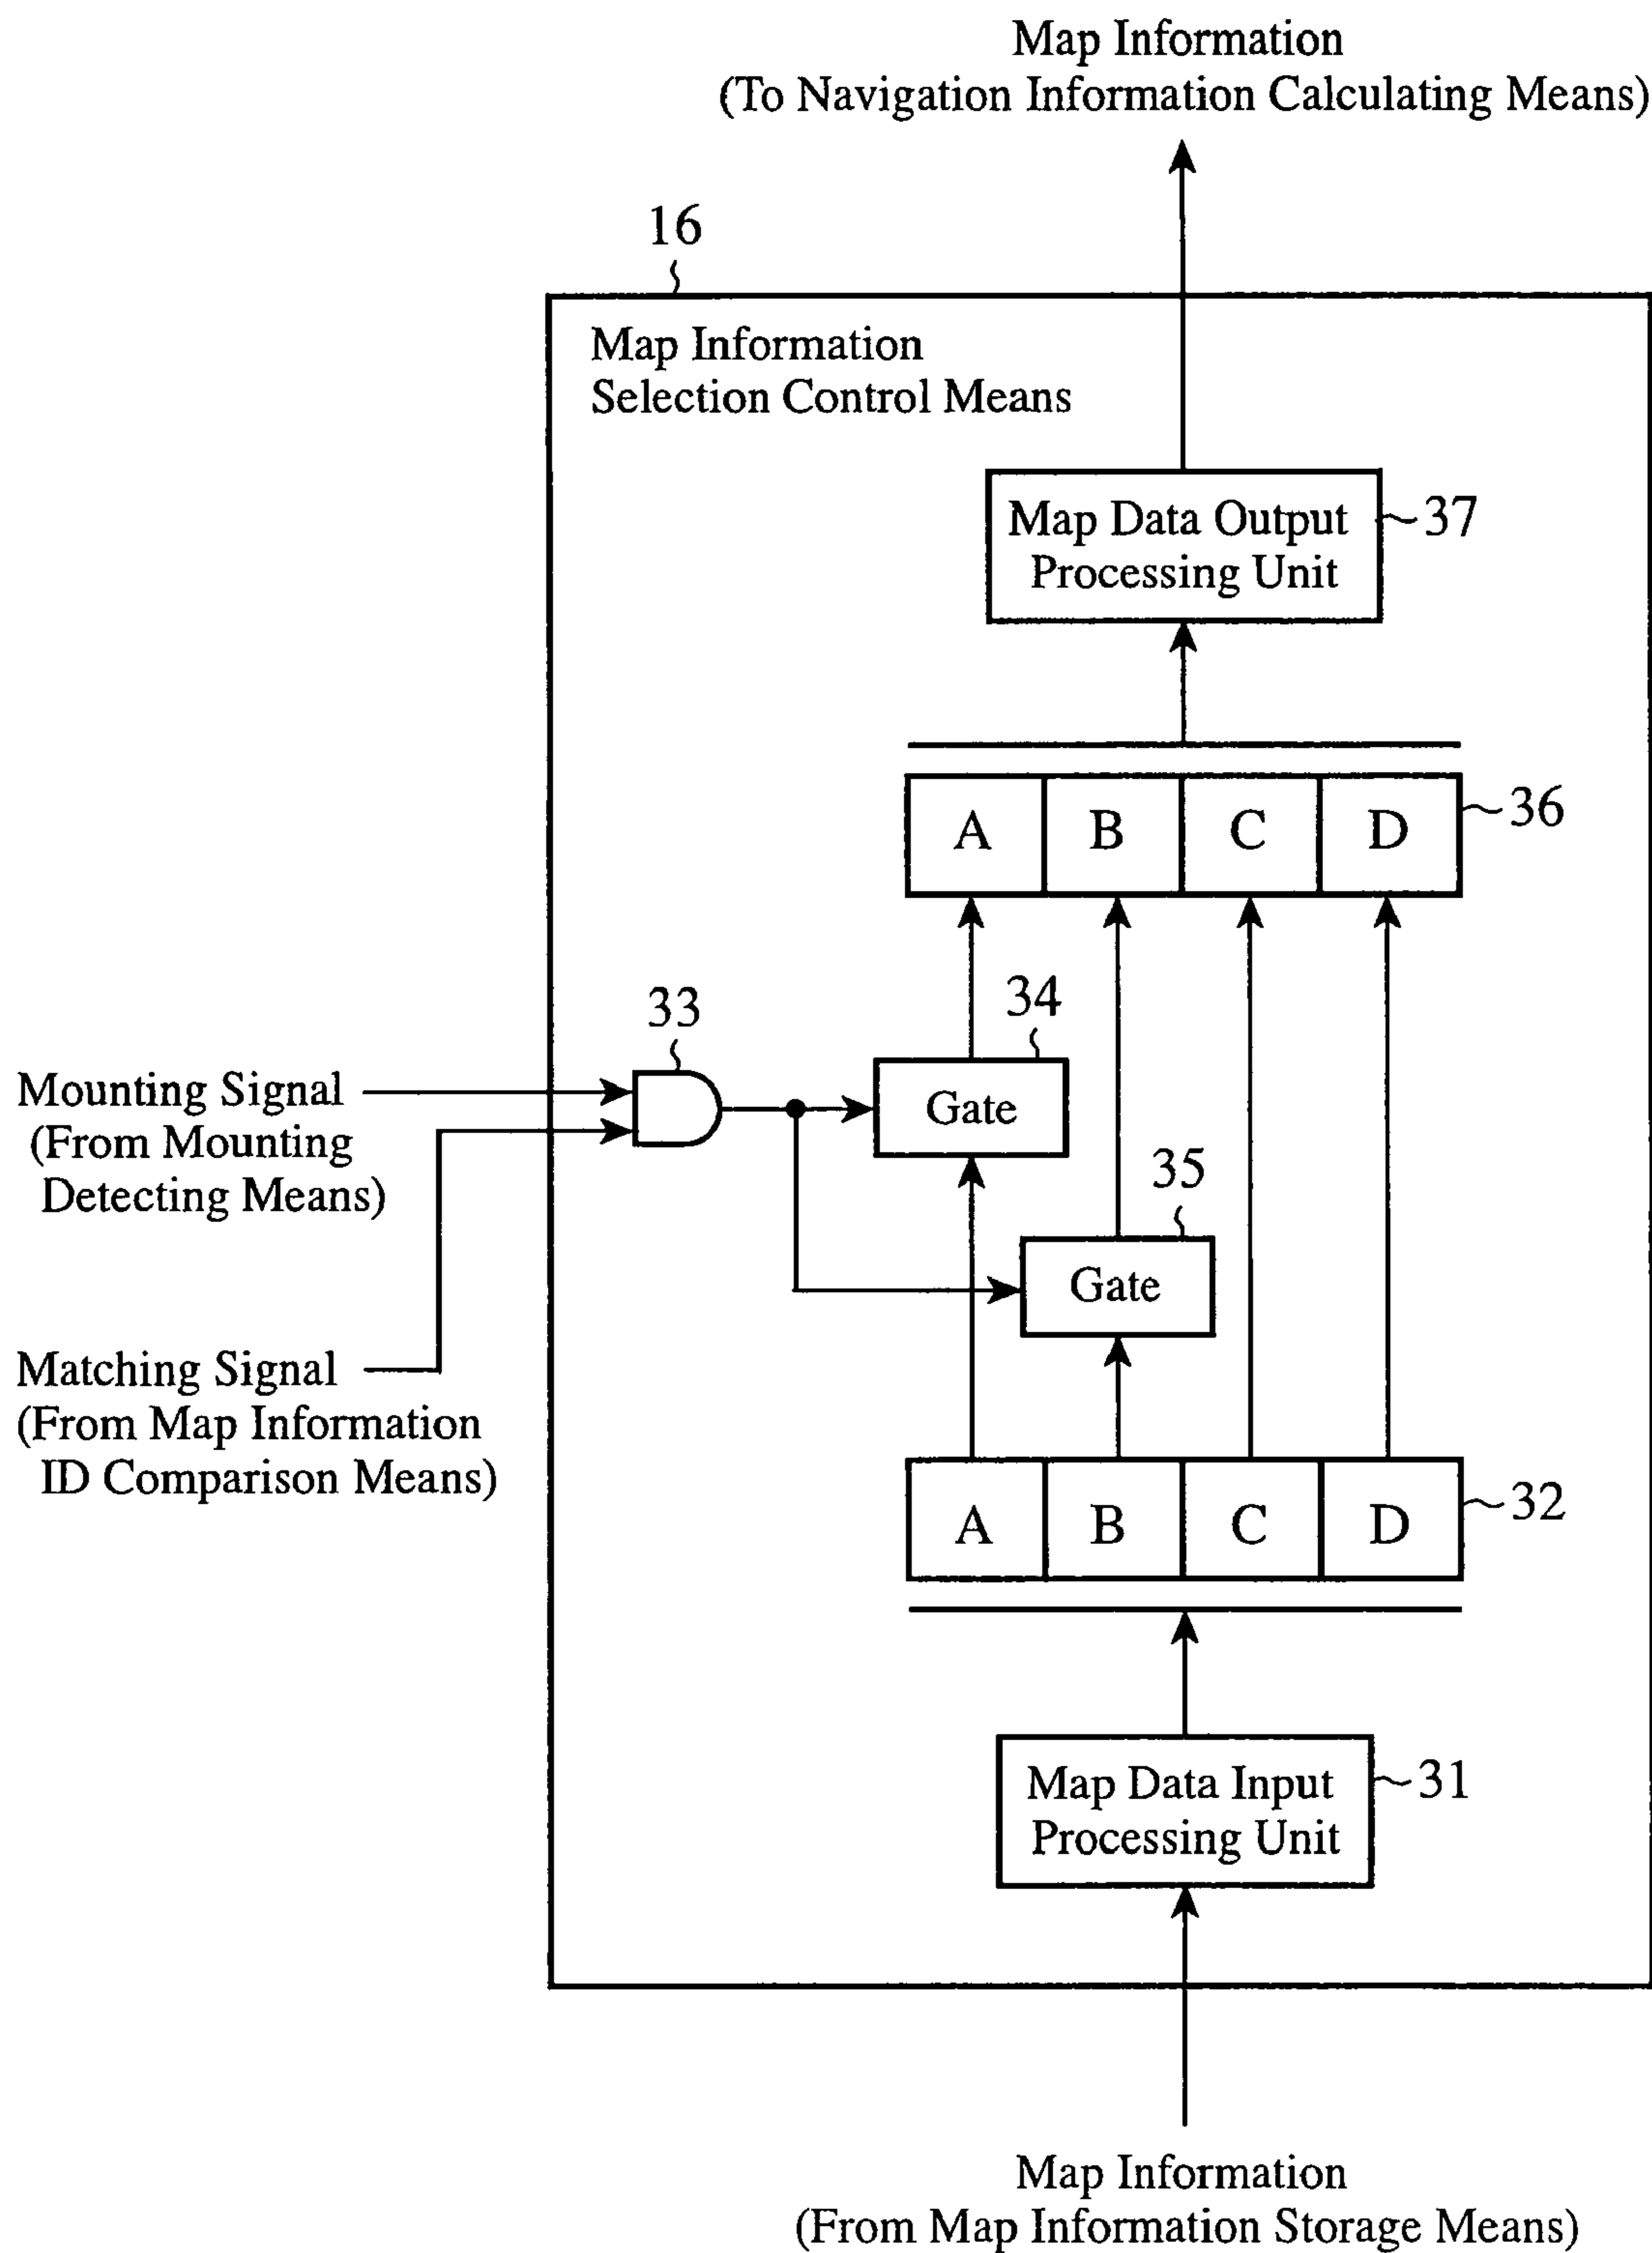 Map Information
(To Navigation Information Calculating Means)
16
Map Information
Selection Control Means
Map Data Output
Processing Unit
37
A B C D
36
33
34
Gate
Mounting Signal
(From Mounting
Detecting Means)
35
Gate
Matching Signal
(From Map Information
ID Comparison Means)
A B C D
32
Map Data Input
Processing Unit
31
Map Information
(From Map Information Storage Means)